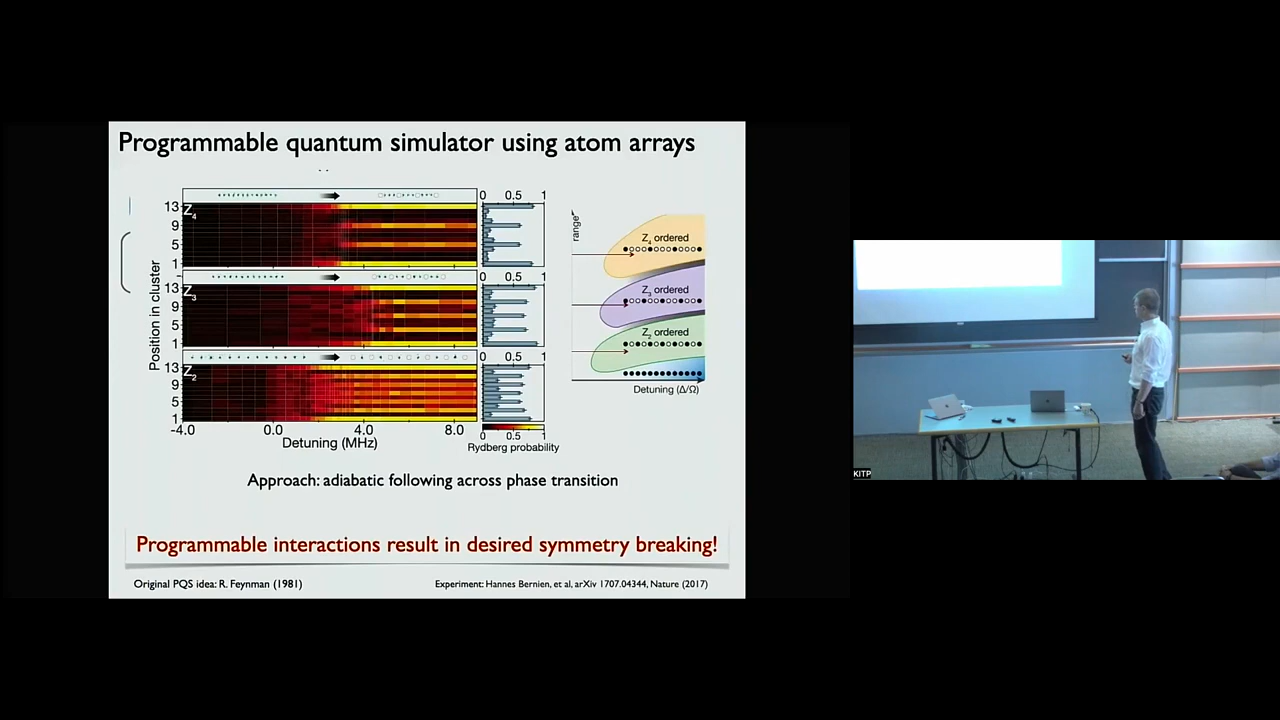 Programmable quantum simulator using atom arrays
Position in cluster
13
9
5
1
Z4
0 0.5 1
13
9
5
1
Z3
0 0.5 1
13
9
5
1
Z2
0 0.5 1
-4.0 0.0 4.0 8.0
Detuning (MHz)
0 0.5 1
Rydberg probability
range
Z4 ordered
Z3 ordered
Z2 ordered
Detuning (Δ/Ω)
Approach: adiabatic following across phase transition
Programmable interactions result in desired symmetry breaking!
Original PQS idea: R. Feynman (1981)
Experiment: Hannes Bernien, et al, arXiv 1707.04344, Nature (2017)
KITP